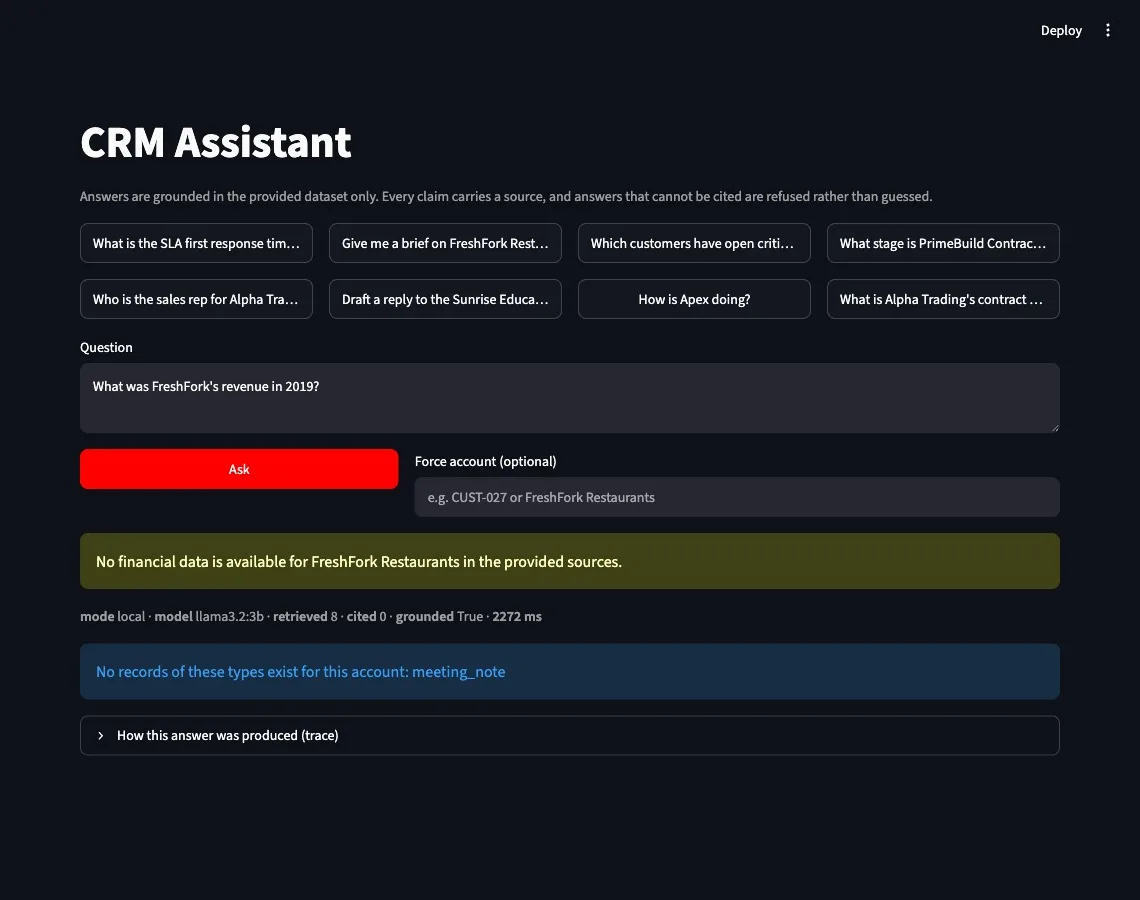 Deploy
CRM Assistant
Answers are grounded in the provided dataset only. Every claim carries a source, and answers that cannot be cited are refused rather than guessed.
What is the SLA first response tim...
Give me a brief on FreshFork Rest...
Which customers have open criti...
What stage is PrimeBuild Contrac...
Who is the sales rep for Alpha Tra...
Draft a reply to the Sunrise Educa...
How is Apex doing?
What is Alpha Trading's contract ...
Question
What was FreshFork's revenue in 2019?
Ask
Force account (optional)
e.g. CUST-027 or FreshFork Restaurants
No financial data is available for FreshFork Restaurants in the provided sources.
mode local · model llama3.2:3b · retrieved 8 · cited 0 · grounded True · 2272 ms
No records of these types exist for this account: meeting_note
How this answer was produced (trace)